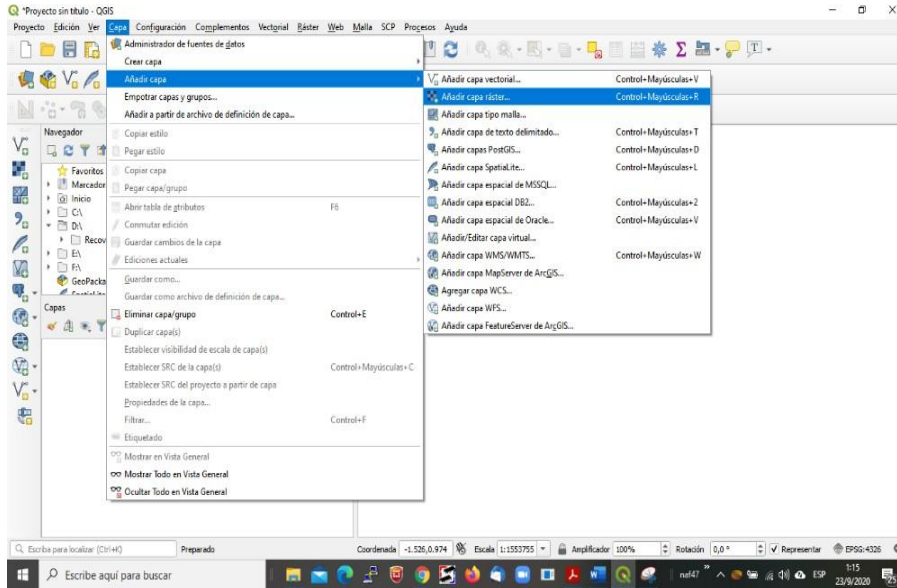 *Proyecto sin título - QGIS
Proyecto Edición Ver Capa Configuración Complementos Vectorial Ráster Web Malla SCP Procesos Ayuda
Administrador de fuentes de datos
Crear capa
Añadir capa
Empotrar capas y grupos...
Añadir a partir de archivo de definición de capa...
Copiar estilo
Pegar estilo
Copiar capa
Pegar capa/grupo
Abrir tabla de atributos F6
Conmutar edición
Guardar cambios de la capa
Ediciones actuales
Guardar como...
Guardar como archivo de definición de capa...
Eliminar capa/grupo Control+E
Duplicar capa(s)
Establecer visibilidad de escala de capa(s)
Establecer SRC de la capa(s) Control+Mayúsculas+C
Establecer SRC del proyecto a partir de capa
Propiedades de la capa...
Filtrar... Control+F
Etiquetado
Mostrar en Vista General
Mostrar Todo en Vista General
Ocultar Todo en Vista General
Añadir capa vectorial... Control+Mayúsculas+V
Añadir capa ráster... Control+Mayúsculas+R
Añadir capa tipo malla...
Añadir capa de texto delimitado... Control+Mayúsculas+T
Añadir capas PostGIS... Control+Mayúsculas+D
Añadir capa SpatiaLite... Control+Mayúsculas+L
Añadir capa espacial de MSSQL...
Añadir capa espacial DB2... Control+Mayúsculas+2
Añadir capa espacial de Oracle... Control+Mayúsculas+V
Añadir/Editar capa virtual...
Añadir capa WMS/WMTS... Control+Mayúsculas+W
Añadir capa MapServer de ArcGIS...
Agregar capa WCS...
Añadir capa WFS...
Añadir capa FeatureServer de ArcGIS...
Navegador
Favoritos
Marcador
Inicio
C:\
D:\
Recov
E:\
F:\
GeoPacka
Capas
Escriba para localizar (Ctrl+K) Preparado Coordenada -1.526,0.974 Escala 1:1553755 Amplificador 100% Rotación 0,0 ° Representar EPSG:4326
Escribe aquí para buscar
naf47 ESP 1:15
23/9/2020 25